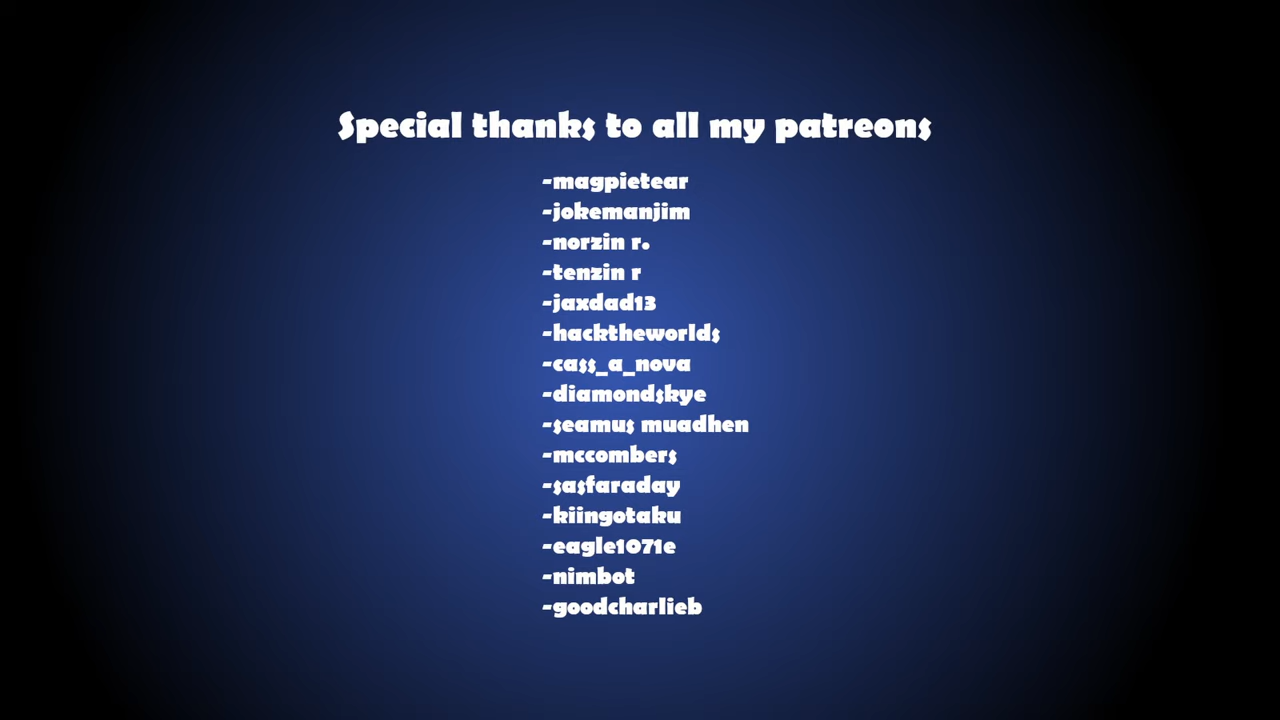 Special thanks to all my patreons
-magpietear
-jokemanjim
-norzin r.
-tenzin r
-jaxdad13
-hacktheworlds
-cass_a_nova
-diamondskye
-seamus muadhen
-mccombers
-sasfaraday
-kiingotaku
-eagle1071e
-nimbot
-goodcharlieb